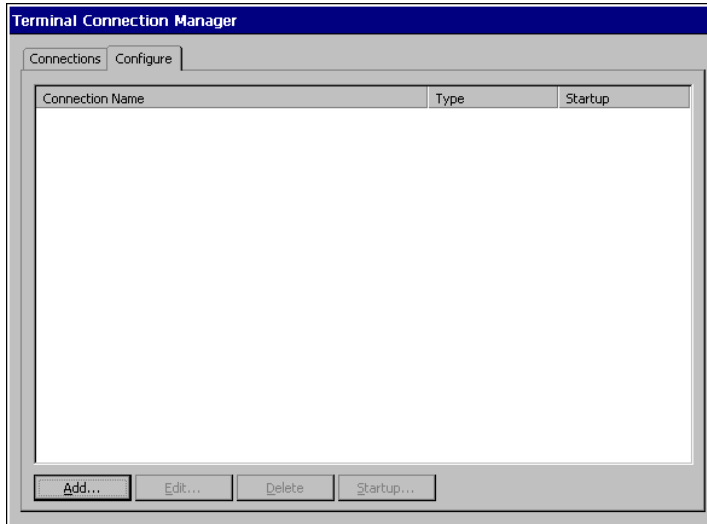 Terminal Connection Manager
Connections Configure
Connection Name Type Startup
Add... Edit... Delete Startup...